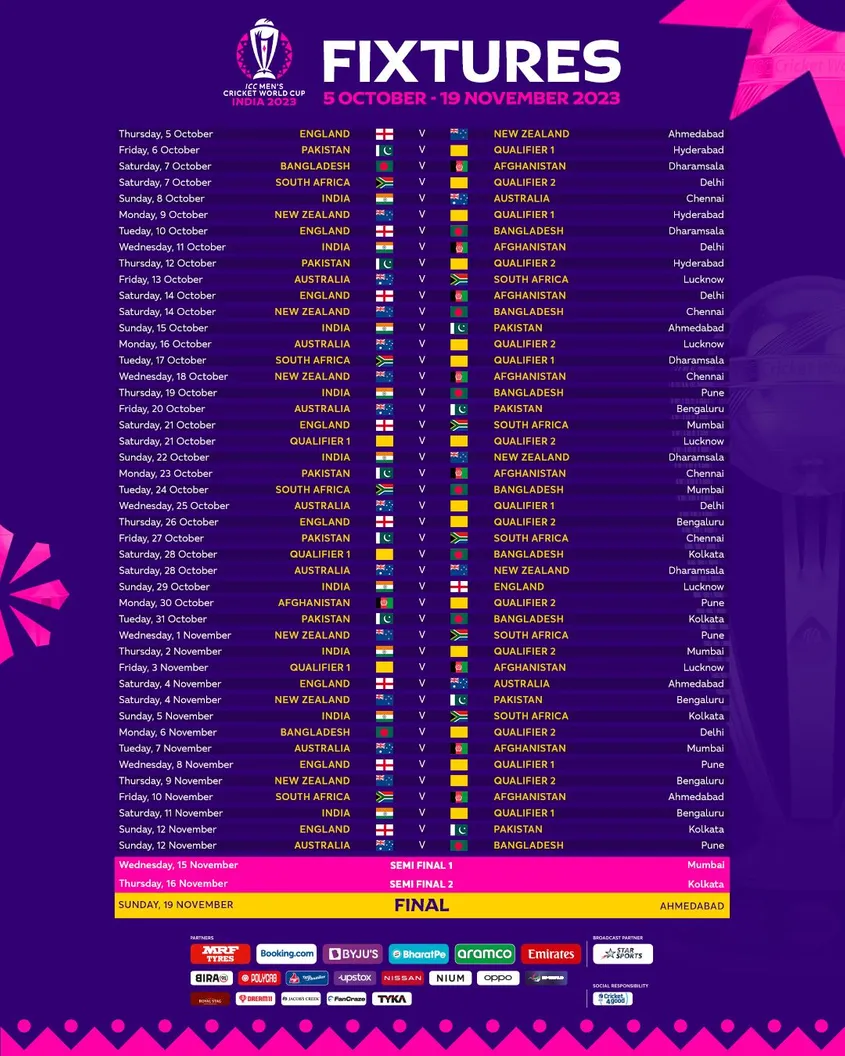 ICC MEN'S
CRICKET WORLD CUP
INDIA 2023
FIXTURES
5 OCTOBER - 19 NOVEMBER 2023
Thursday, 5 October ENGLAND V NEW ZEALAND Ahmedabad
Friday, 6 October PAKISTAN V QUALIFIER 1 Hyderabad
Saturday, 7 October BANGLADESH V AFGHANISTAN Dharamsala
Saturday, 7 October SOUTH AFRICA V QUALIFIER 2 Delhi
Sunday, 8 October INDIA V AUSTRALIA Chennai
Monday, 9 October NEW ZEALAND V QUALIFIER 1 Hyderabad
Tueday, 10 October ENGLAND V BANGLADESH Dharamsala
Wednesday, 11 October INDIA V AFGHANISTAN Delhi
Thursday, 12 October PAKISTAN V QUALIFIER 2 Hyderabad
Friday, 13 October AUSTRALIA V SOUTH AFRICA Lucknow
Saturday, 14 October ENGLAND V AFGHANISTAN Delhi
Saturday, 14 October NEW ZEALAND V BANGLADESH Chennai
Sunday, 15 October INDIA V PAKISTAN Ahmedabad
Monday, 16 October AUSTRALIA V QUALIFIER 2 Lucknow
Tueday, 17 October SOUTH AFRICA V QUALIFIER 1 Dharamsala
Wednesday, 18 October NEW ZEALAND V AFGHANISTAN Chennai
Thursday, 19 October INDIA V BANGLADESH Pune
Friday, 20 October AUSTRALIA V PAKISTAN Bengaluru
Saturday, 21 October ENGLAND V SOUTH AFRICA Mumbai
Saturday, 21 October QUALIFIER 1 V QUALIFIER 2 Lucknow
Sunday, 22 October INDIA V NEW ZEALAND Dharamsala
Monday, 23 October PAKISTAN V AFGHANISTAN Chennai
Tueday, 24 October SOUTH AFRICA V BANGLADESH Mumbai
Wednesday, 25 October AUSTRALIA V QUALIFIER 1 Delhi
Thursday, 26 October ENGLAND V QUALIFIER 2 Bengaluru
Friday, 27 October PAKISTAN V SOUTH AFRICA Chennai
Saturday, 28 October QUALIFIER 1 V BANGLADESH Kolkata
Saturday, 28 October AUSTRALIA V NEW ZEALAND Dharamsala
Sunday, 29 October INDIA V ENGLAND Lucknow
Monday, 30 October AFGHANISTAN V QUALIFIER 2 Pune
Tueday, 31 October PAKISTAN V BANGLADESH Kolkata
Wednesday, 1 November NEW ZEALAND V SOUTH AFRICA Pune
Thursday, 2 November INDIA V QUALIFIER 2 Mumbai
Friday, 3 November QUALIFIER 1 V AFGHANISTAN Lucknow
Saturday, 4 November ENGLAND V AUSTRALIA Ahmedabad
Saturday, 4 November NEW ZEALAND V PAKISTAN Bengaluru
Sunday, 5 November INDIA V SOUTH AFRICA Kolkata
Monday, 6 November BANGLADESH V QUALIFIER 2 Delhi
Tueday, 7 November AUSTRALIA V AFGHANISTAN Mumbai
Wednesday, 8 November ENGLAND V QUALIFIER 1 Pune
Thursday, 9 November NEW ZEALAND V QUALIFIER 2 Bengaluru
Friday, 10 November SOUTH AFRICA V AFGHANISTAN Ahmedabad
Saturday, 11 November INDIA V QUALIFIER 1 Bengaluru
Sunday, 12 November ENGLAND V PAKISTAN Kolkata
Sunday, 12 November AUSTRALIA V BANGLADESH Pune
Wednesday, 15 November SEMI FINAL 1 Mumbai
Thursday, 16 November SEMI FINAL 2 Kolkata
SUNDAY, 19 NOVEMBER FINAL AHMEDABAD
PARTNERS BROADCAST PARTNER
MRF TYRES Booking.com BYJU'S BharatPe aramco Emirates STAR SPORTS
BIRA 91 POLYCAB upstox NISSAN NIUM oppo
SOCIAL RESPONSIBILITY
ROYAL STAG DREAM11 JACOB'S CREEK FanCraze TYKA Cricket 4good